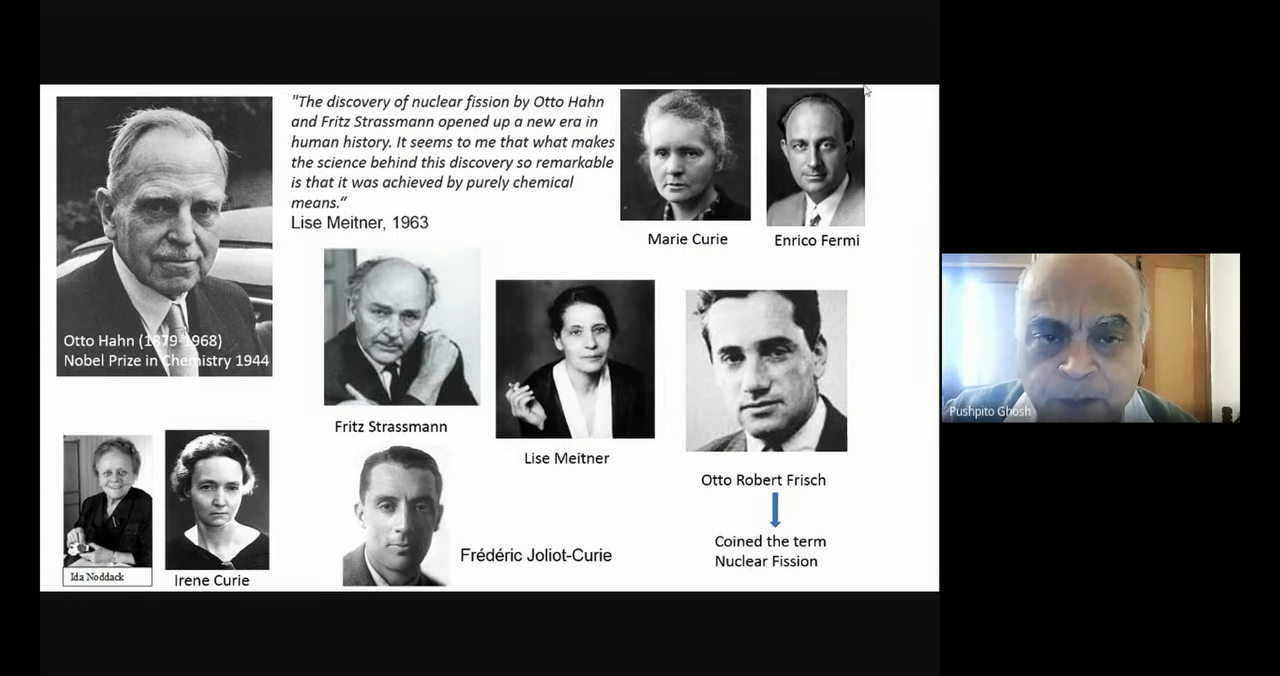 "The discovery of nuclear fission by Otto Hahn
and Fritz Strassmann opened up a new era in
human history. It seems to me that what makes
the science behind this discovery so remarkable
is that it was achieved by purely chemical
means.“
Lise Meitner, 1963
Otto Hahn (1879-1968)
Nobel Prize in Chemistry 1944
Marie Curie
Enrico Fermi
Fritz Strassmann
Lise Meitner
Otto Robert Frisch
Coined the term
Nuclear Fission
Ida Noddack
Irene Curie
Frédéric Joliot-Curie
Pushpito Ghosh